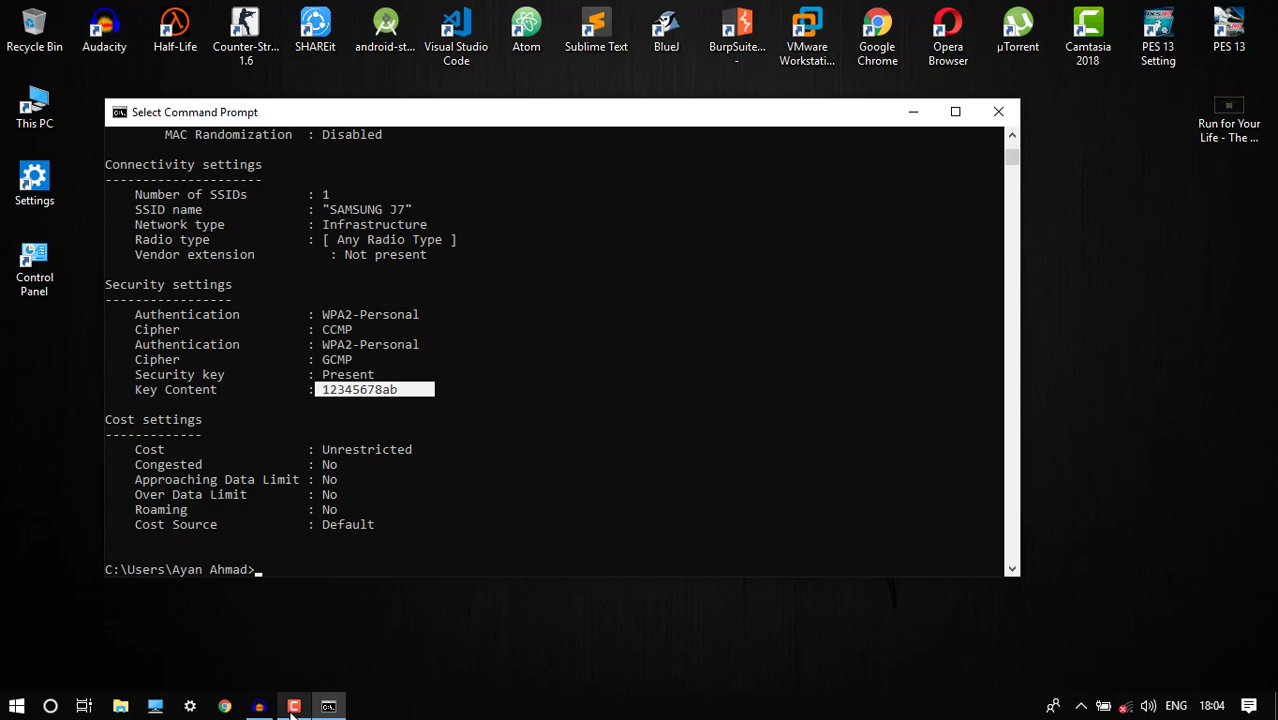 Recycle Bin
Audacity
Half-Life
Counter-Str...
1.6
SHAREit
android-st...
Visual Studio
Code
Atom
Sublime Text
BlueJ
BurpSuite...
-
VMware
Workstati...
Google
Chrome
Opera
Browser
µTorrent
Camtasia
2018
PES 13
Setting
PES 13
This PC
Settings
Control
Panel
Run for Your
Life - The ...
Select Command Prompt
MAC Randomization : Disabled
Connectivity settings
---------------------
Number of SSIDs : 1
SSID name : "SAMSUNG J7"
Network type : Infrastructure
Radio type : [ Any Radio Type ]
Vendor extension : Not present
Security settings
-----------------
Authentication : WPA2-Personal
Cipher : CCMP
Authentication : WPA2-Personal
Cipher : GCMP
Security key : Present
Key Content : 12345678ab
Cost settings
-------------
Cost : Unrestricted
Congested : No
Approaching Data Limit : No
Over Data Limit : No
Roaming : No
Cost Source : Default
C:\Users\Ayan Ahmad>
ENG
18:04